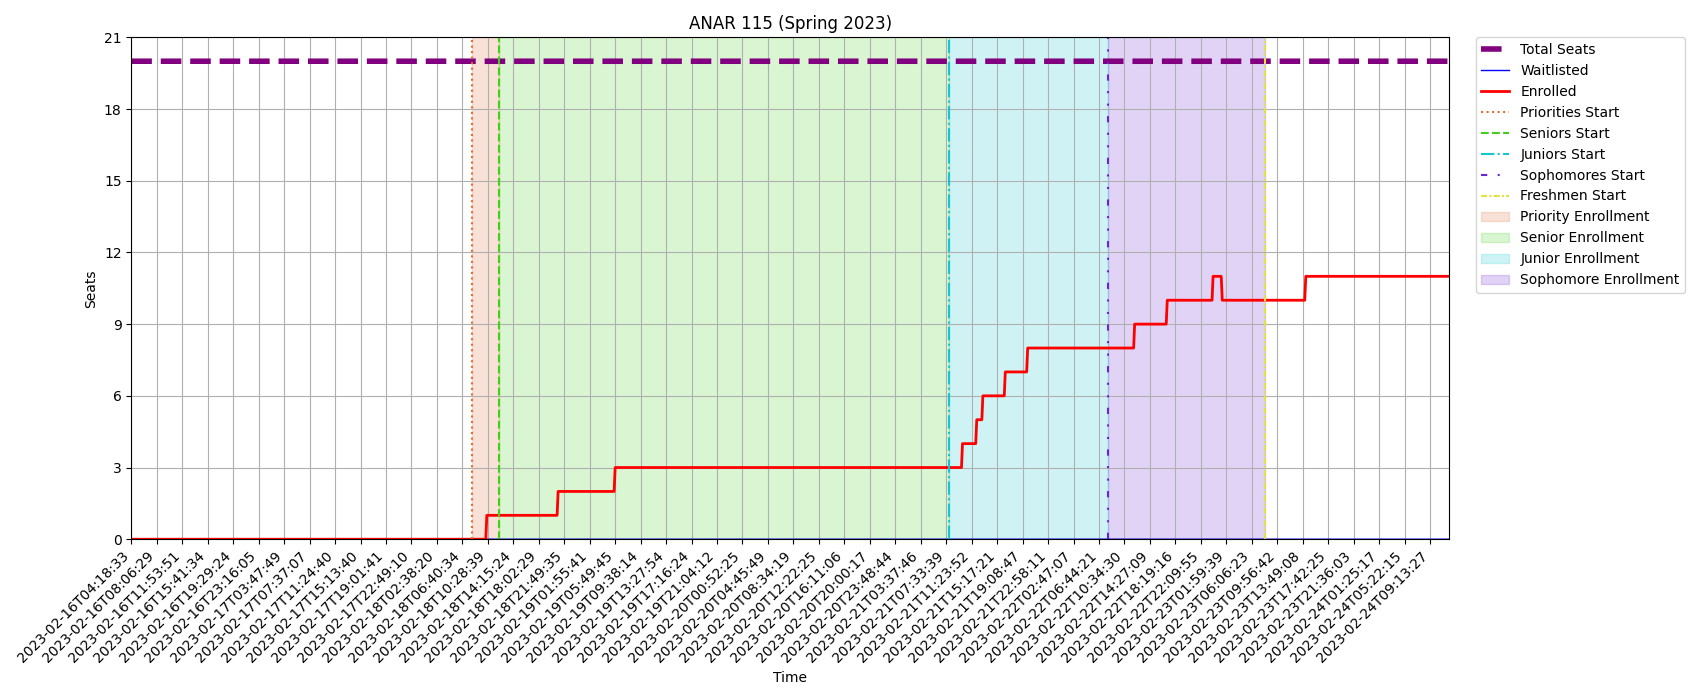 ANAR 115 (Spring 2023)
21
18
15
12
9
6
3
0
Seats
2023-02-16T04:18:33
2023-02-16T08:06:29
2023-02-16T11:53:51
2023-02-16T15:41:34
2023-02-16T19:29:24
2023-02-16T23:16:05
2023-02-17T03:47:49
2023-02-17T07:37:07
2023-02-17T11:24:40
2023-02-17T15:13:40
2023-02-17T19:01:41
2023-02-17T22:49:10
2023-02-18T02:38:20
2023-02-18T06:40:34
2023-02-18T10:28:39
2023-02-18T14:15:24
2023-02-18T18:02:29
2023-02-18T21:49:35
2023-02-19T01:55:41
2023-02-19T05:49:45
2023-02-19T09:38:14
2023-02-19T13:27:54
2023-02-19T17:16:24
2023-02-19T21:04:12
2023-02-20T00:52:25
2023-02-20T04:45:49
2023-02-20T08:34:19
2023-02-20T12:22:25
2023-02-20T16:11:06
2023-02-20T20:00:17
2023-02-20T23:48:44
2023-02-21T03:37:46
2023-02-21T07:33:39
2023-02-21T11:23:52
2023-02-21T15:17:21
2023-02-21T19:08:47
2023-02-21T22:58:11
2023-02-22T02:47:07
2023-02-22T06:44:21
2023-02-22T10:34:30
2023-02-22T14:27:09
2023-02-22T18:19:16
2023-02-22T22:09:55
2023-02-23T01:59:39
2023-02-23T06:06:23
2023-02-23T09:56:42
2023-02-23T13:49:08
2023-02-23T17:42:25
2023-02-23T21:36:03
2023-02-24T01:25:17
2023-02-24T05:22:15
2023-02-24T09:13:27
Time
Total Seats
Waitlisted
Enrolled
Priorities Start
Seniors Start
Juniors Start
Sophomores Start
Freshmen Start
Priority Enrollment
Senior Enrollment
Junior Enrollment
Sophomore Enrollment